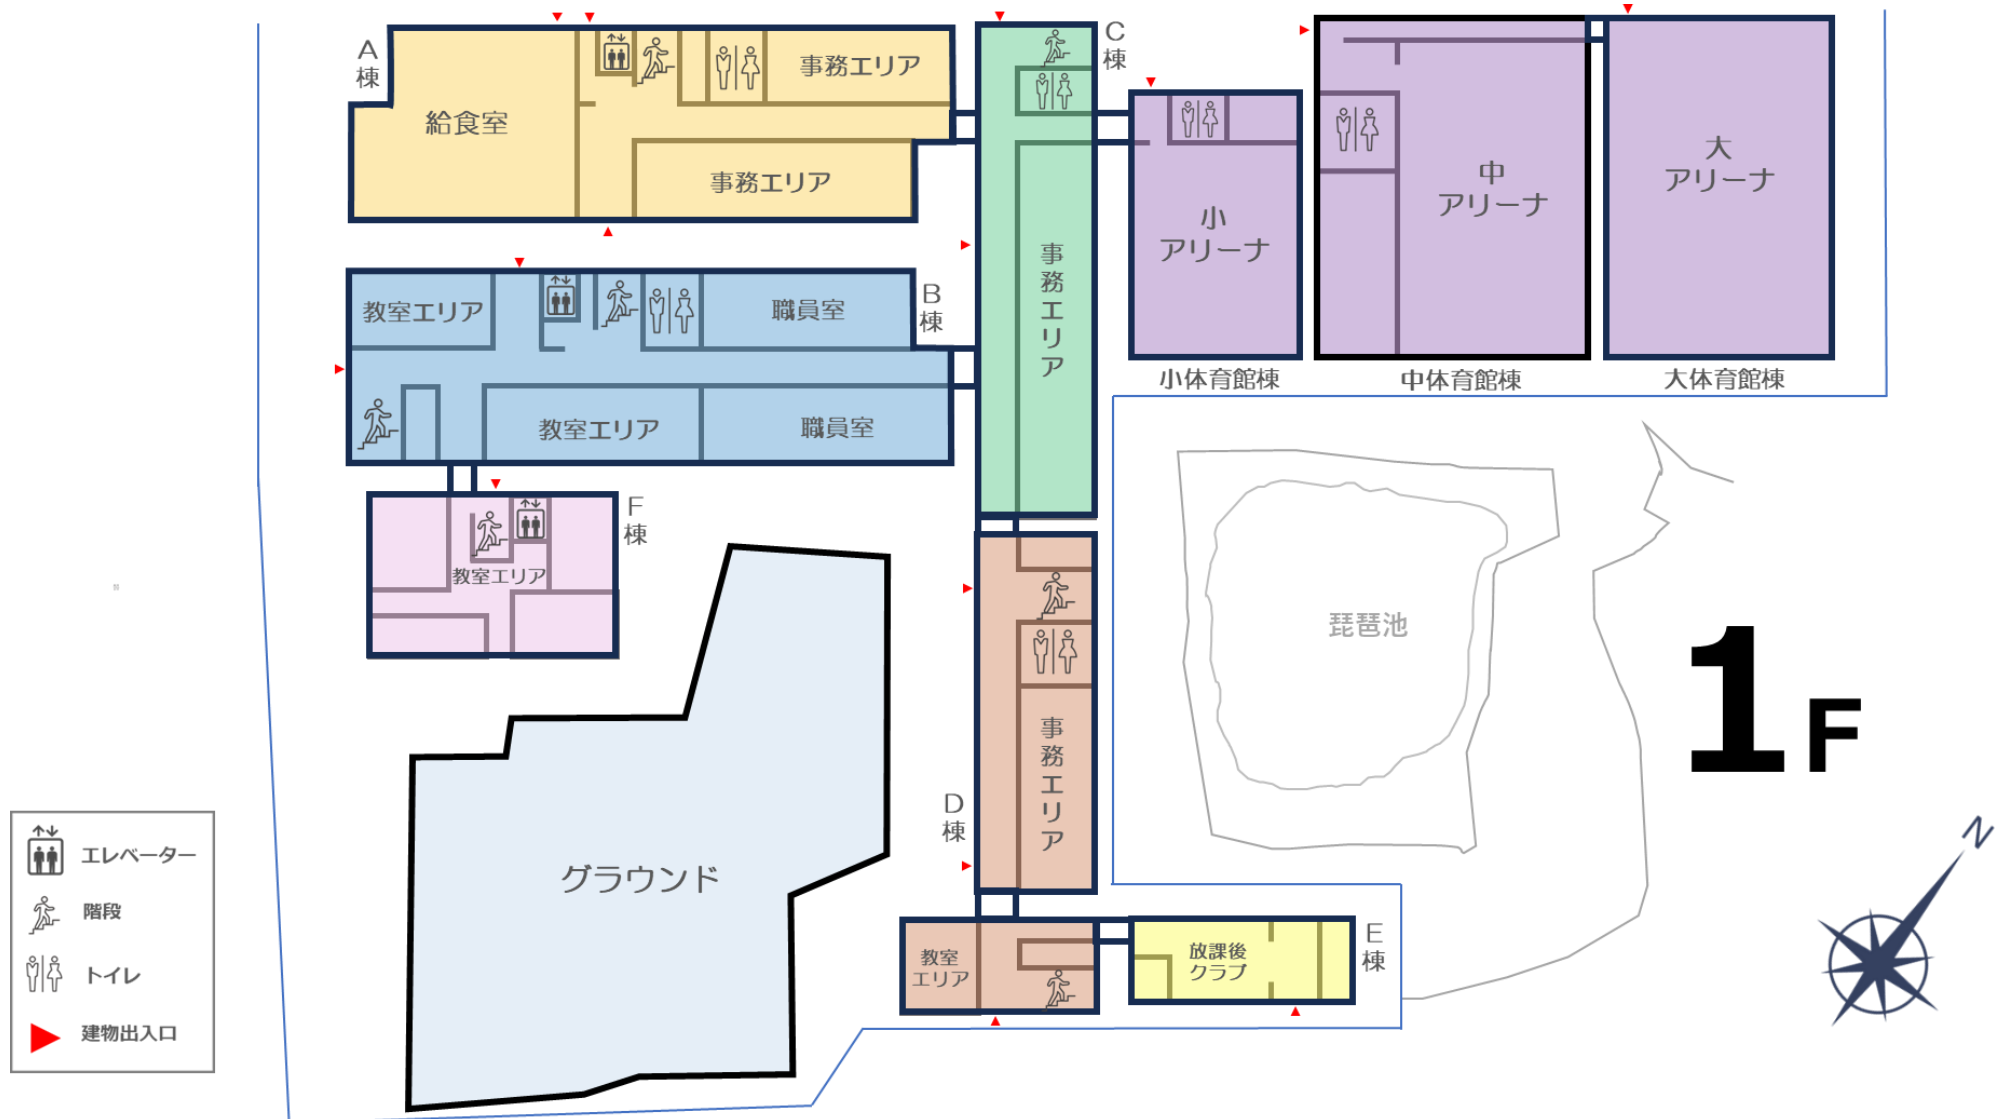 A
棟
給食室
事務エリア
事務エリア
C
棟
事
務
エ
リ
ア
小
アリーナ
小体育館棟
中
アリーナ
中体育館棟
大
アリーナ
大体育館棟
教室エリア
職員室
B
棟
教室エリア
職員室
F
棟
教室エリア
グラウンド
事
務
エ
リ
ア
D
棟
教室
エリア
放課後
クラブ
E
棟
琵琶池
1F
N
エレベーター
階段
トイレ
建物出入口